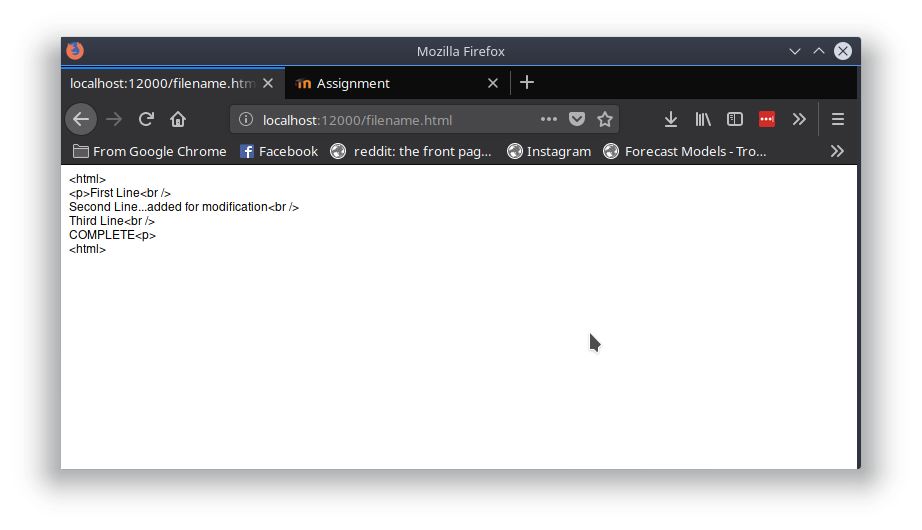 Mozilla Firefox
localhost:12000/filename.htm
Assignment
localhost:12000/filename.html
From Google Chrome
Facebook
reddit: the front pag...
Instagram
Forecast Models - Tro...
<html>
<p>First Line<br />
Second Line...added for modification<br />
Third Line<br />
COMPLETE<p>
<html>